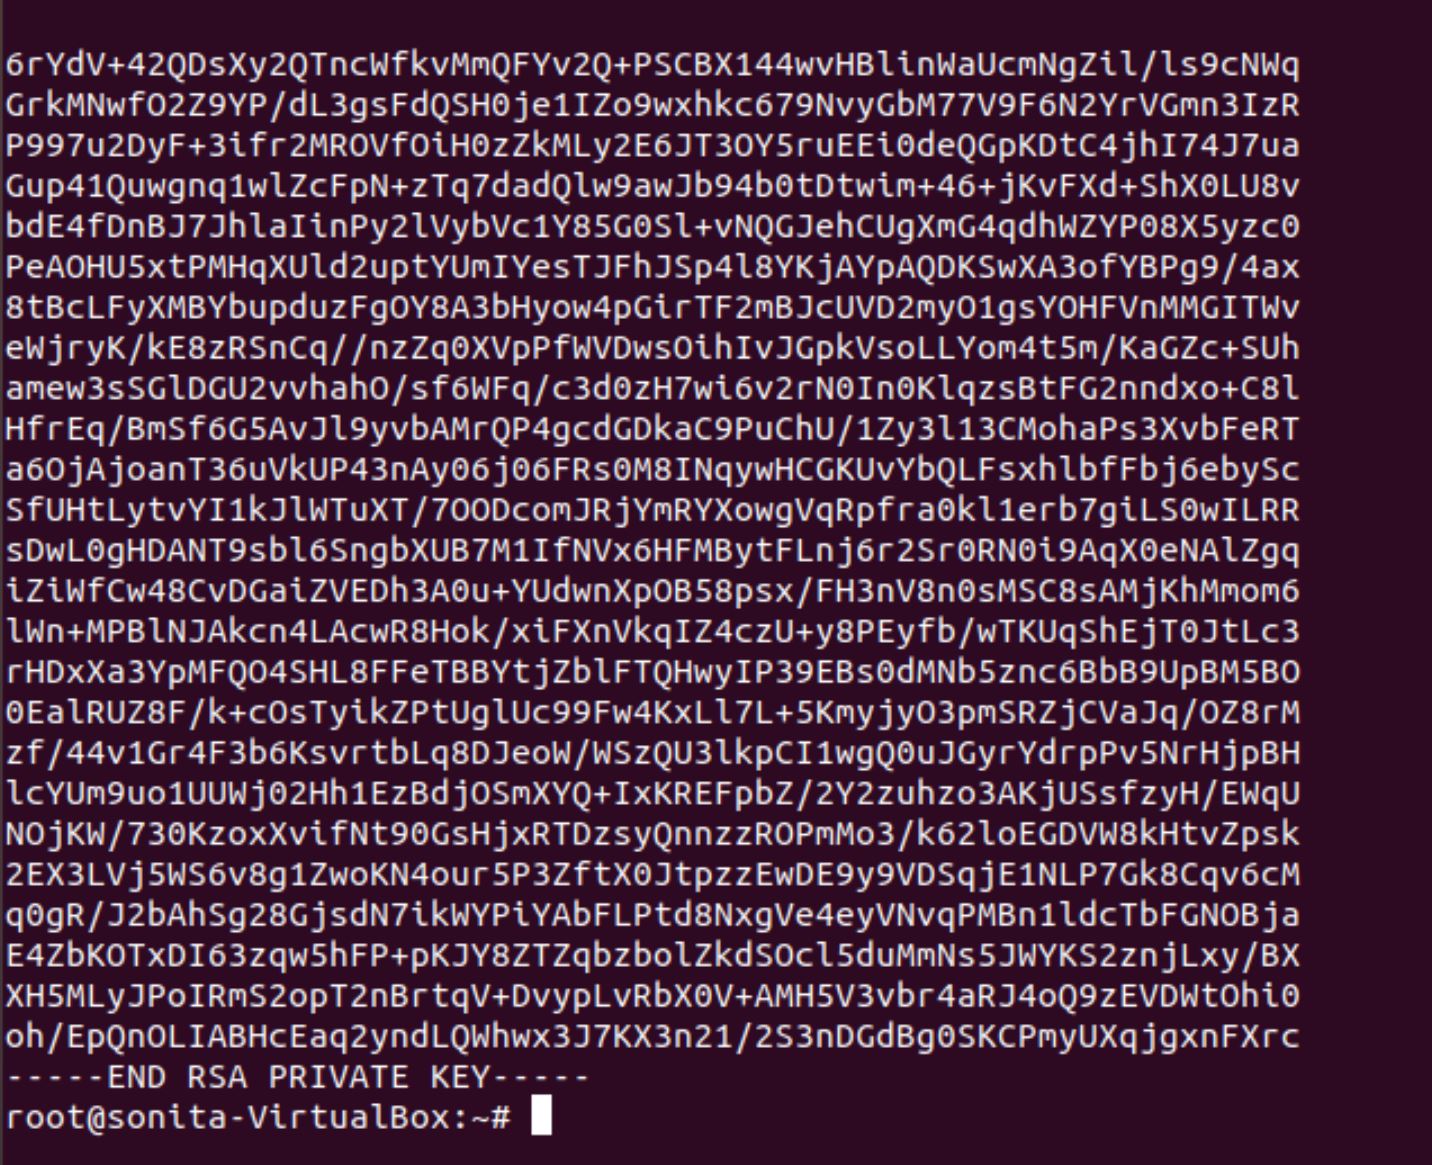 6rYdV+42QDsXy2QTncWfkvMmQFYv2Q+PSCBX144wvHBlinWaUcmNgZil/ls9cNWq
GrkMNwfO2Z9YP/dL3gsFdQSH0je1IZo9wxhkc679NvyGbM77V9F6N2YrVGmn3IzR
P997u2DyF+3ifr2MROVfOiH0zZkMLy2E6JT3OY5ruEEi0deQGpKDtC4jhI74J7ua
Gup41Quwgnq1wlZcFpN+zTq7dadQlw9awJb94b0tDtwim+46+jKvFXd+ShX0LU8v
bdE4fDnBJ7JhlaIinPy2lVybVc1Y85G0Sl+vNQGJehCUgXmG4qdhWZYP08X5yzc0
PeAOHU5xtPMHqXUld2uptYUmIYesTJFhJSp4l8YKjAYpAQDKSwXA3ofYBPg9/4ax
8tBcLFyXMBYbupduzFgOY8A3bHyow4pGirTF2mBJcUVD2myO1gsYOHFVnMMGITWv
eWjryK/kE8zRSnCq//nzZq0XVpPfWVDwsOihIvJGpkVsoLLYom4t5m/KaGZc+SUh
amew3sSGlDGU2vvhahO/sf6WFq/c3d0zH7wi6v2rN0In0KlqzsBtFG2nndxo+C8l
HfrEq/BmSf6G5AvJl9yvbAMrQP4gcdGDkaC9PuChU/1Zy3l13CMohaPs3XvbFeRT
a6OjAjoanT36uVkUP43nAy06j06FRs0M8INqywHCGKUvYbQLFsxhlbfFbj6ebySc
SfUHtLytvYI1kJlWTuXT/7OODcomJRjYmRYXowgVqRpfra0kl1erb7giLS0wILRR
sDwL0gHDANT9sbl6SngbXUB7M1IfNVx6HFMBytFLnj6r2Sr0RN0i9AqX0eNAlZgq
iZiWfCw48CvDGaiZVEDh3A0u+YUdwnXpOB58psx/FH3nV8n0sMSC8sAMjKhMmom6
lWn+MPBlNJAkcn4LAcwR8Hok/xiFXnVkqIZ4czU+y8PEyfb/wTKUqShEjT0JtLc3
rHDxXa3YpMFQO4SHL8FFeTBBYtjZblFTQHwyIP39EBs0dMNb5znc6BbB9UpBM5BO
0EalRUZ8F/k+cOsTyikZPtUglUc99Fw4KxLl7L+5KmyjyO3pmSRZjCVaJq/OZ8rM
zf/44v1Gr4F3b6KsvrtbLq8DJeoW/WSzQU3lkpCI1wgQ0uJGyrYdrpPv5NrHjpBH
lcYUm9uo1UUWj02Hh1EzBdjOSmXYQ+IxKREFpbZ/2Y2zuhzo3AKjUSsfzyH/EWqU
NOjKW/730KzoxXvifNt90GsHjxRTDzsyQnnzzROPmMo3/k62loEGDVW8kHtvZpsk
2EX3LVj5WS6v8g1ZwoKN4our5P3ZftX0JtpzzEwDE9y9VDSqjE1NLP7Gk8Cqv6cM
q0gR/J2bAhSg28GjsdN7ikWYPiYAbFLPtd8NxgVe4eyVNvqPMBn1ldcTbFGNOBja
E4ZbKOTxDI63zqw5hFP+pKJY8ZTZqbzbolZkdSOcl5duMmNs5JWYKS2znjLxy/BX
XH5MLyJPoIRmS2opT2nBrtqV+DvypLvRbX0V+AMH5V3vbr4aRJ4oQ9zEVDWtOhi0
oh/EpQnOLIABHcEaq2yndLQWhwx3J7KX3n21/2S3nDGdBg0SKCPmyUXqjgxnFXrc
-----END RSA PRIVATE KEY-----
root@sonita-VirtualBox:~#